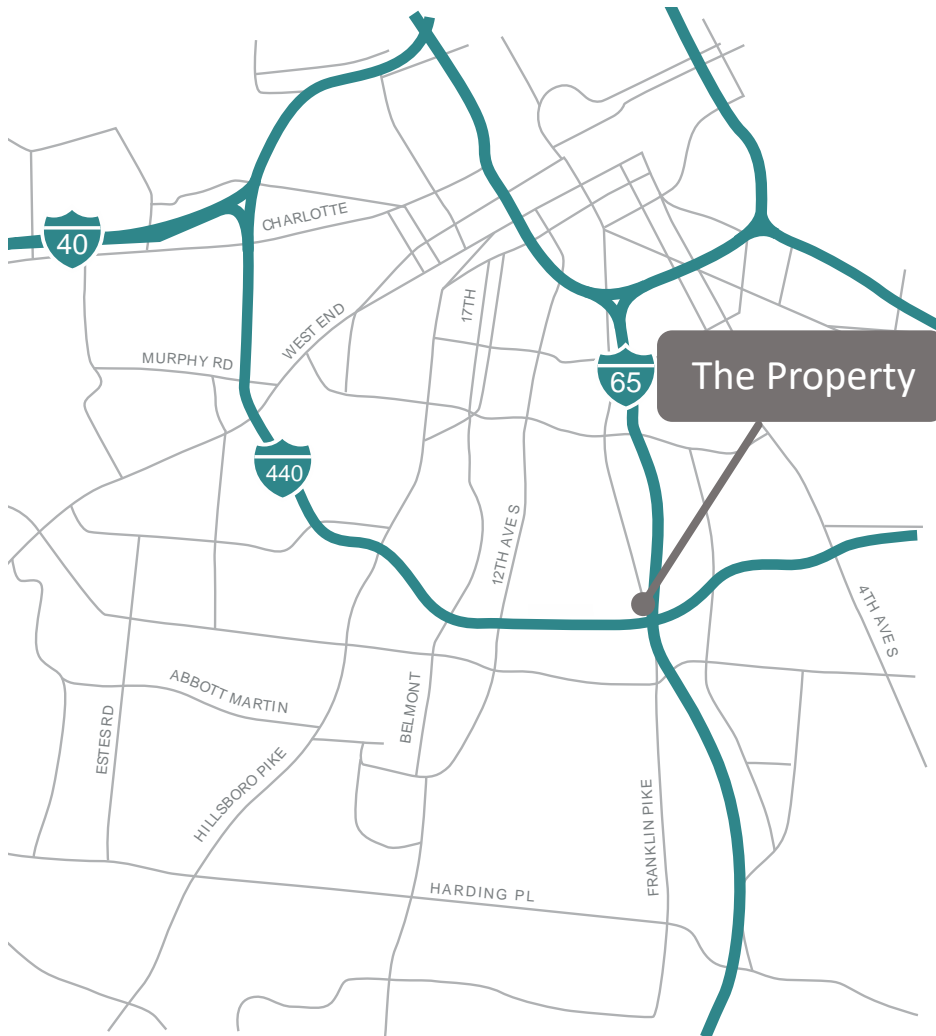 CHARLOTTE
40
17TH
WEST END
MURPHY RD
The Property
65
440
12TH AVE S
4TH AVE S
ABBOTT MARTIN
BELMONT
ESTES RD
HILLSBORO PIKE
FRANKLIN PIKE
HARDING PL